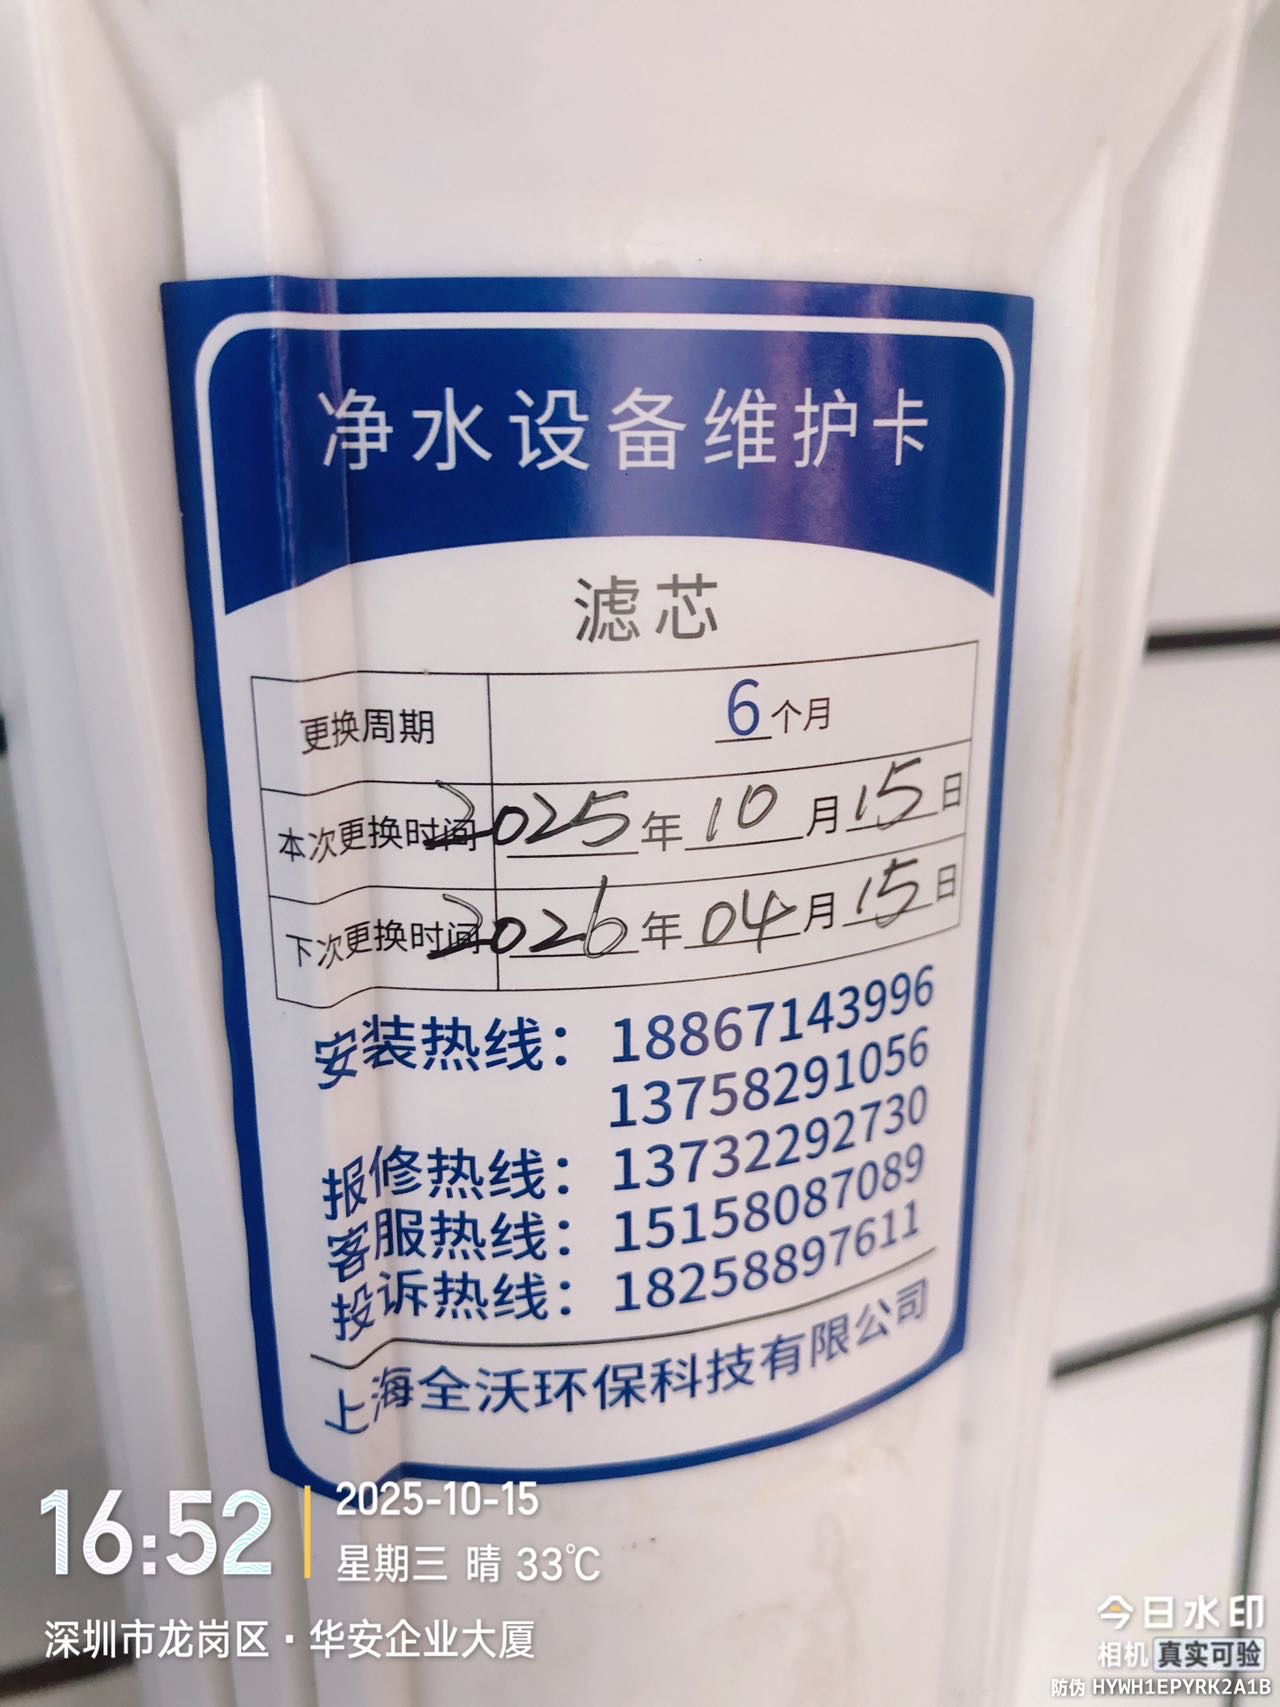 净水设备维护卡
滤芯
更换周期 6个月
本次更换时间 2025年10月15日
下次更换时间 2026年04月15日
安装热线：18867143996
13758291056
报修热线：13732292730
客服热线：15158087089
投诉热线：18258897611
上海全沃环保科技有限公司
16:52
2025-10-15
星期三 晴 33℃
深圳市龙岗区·华安企业大厦
今日水印
相机 真实可验
防伪 HYWH1EPYRK2A1B